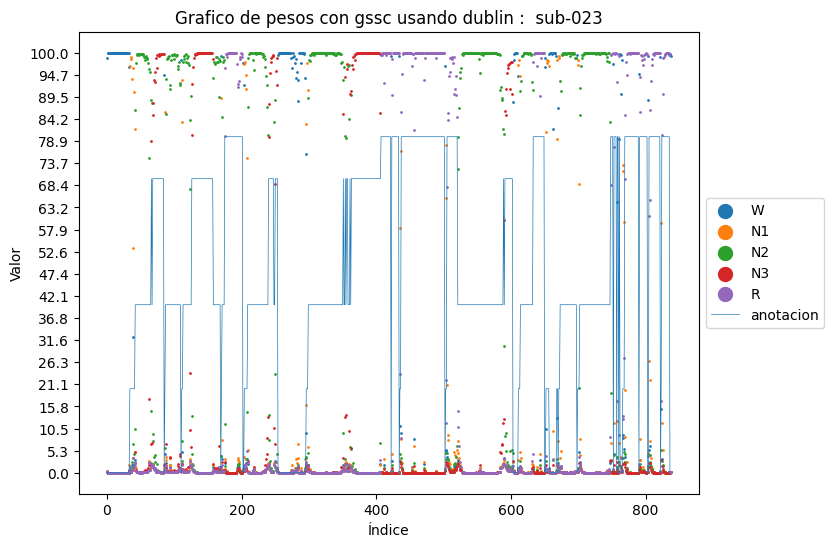 Grafico de pesos con gssc usando dublin :  sub-023
100.0
94.7
89.5
84.2
78.9
73.7
68.4
63.2
57.9
52.6
47.4
42.1
36.8
31.6
26.3
21.1
15.8
10.5
5.3
0.0
Valor
0 200 400 600 800
Índice
W
N1
N2
N3
R
anotacion